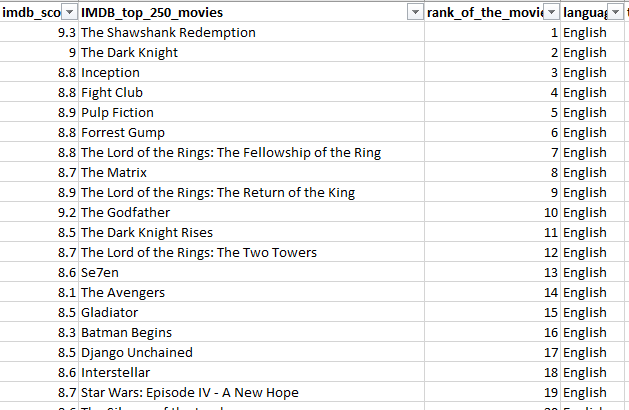 imdb_sco IMDB_top_250_movies rank_of_the_movi languag
9.3 The Shawshank Redemption 1 English
9 The Dark Knight 2 English
8.8 Inception 3 English
8.8 Fight Club 4 English
8.9 Pulp Fiction 5 English
8.8 Forrest Gump 6 English
8.8 The Lord of the Rings: The Fellowship of the Ring 7 English
8.7 The Matrix 8 English
8.9 The Lord of the Rings: The Return of the King 9 English
9.2 The Godfather 10 English
8.5 The Dark Knight Rises 11 English
8.7 The Lord of the Rings: The Two Towers 12 English
8.6 Se7en 13 English
8.1 The Avengers 14 English
8.5 Gladiator 15 English
8.3 Batman Begins 16 English
8.5 Django Unchained 17 English
8.6 Interstellar 18 English
8.7 Star Wars: Episode IV - A New Hope 19 English